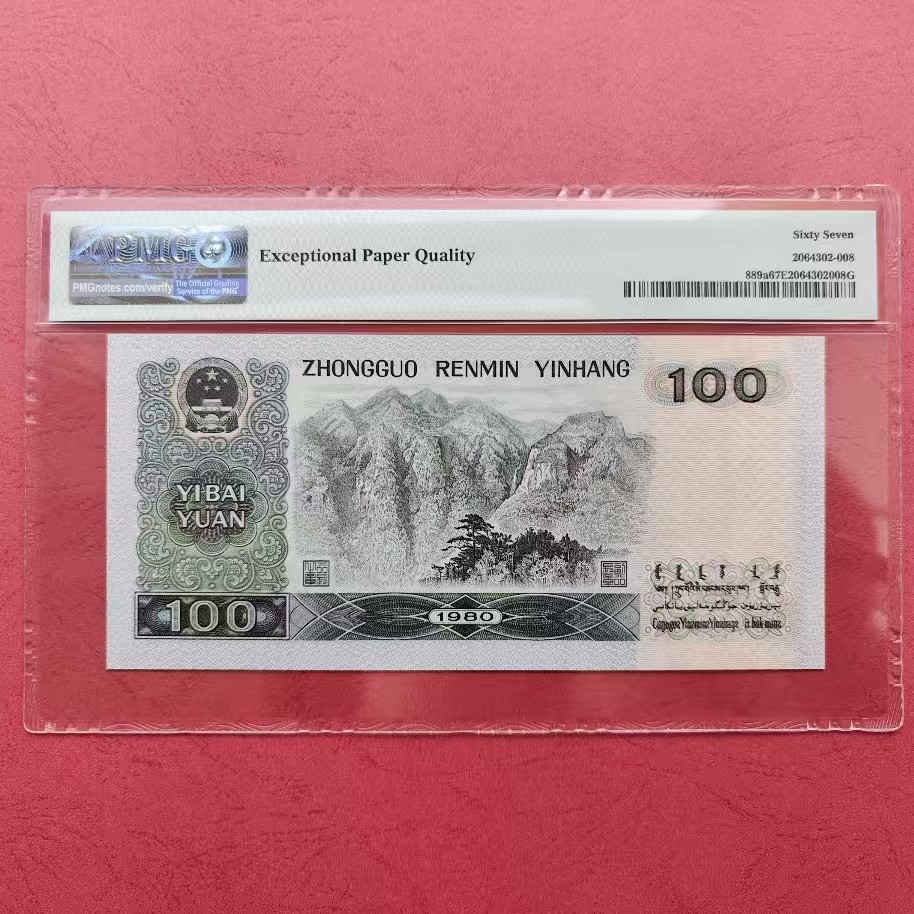 PMG
PMGnotes.com/verify
The Official Grading
Service of the PNG
Exceptional Paper Quality
Sixty Seven
2064302-008
889a67E2064302008G
ZHONGGUO RENMIN YINHANG
100
YIBAI
YUAN
100
1980